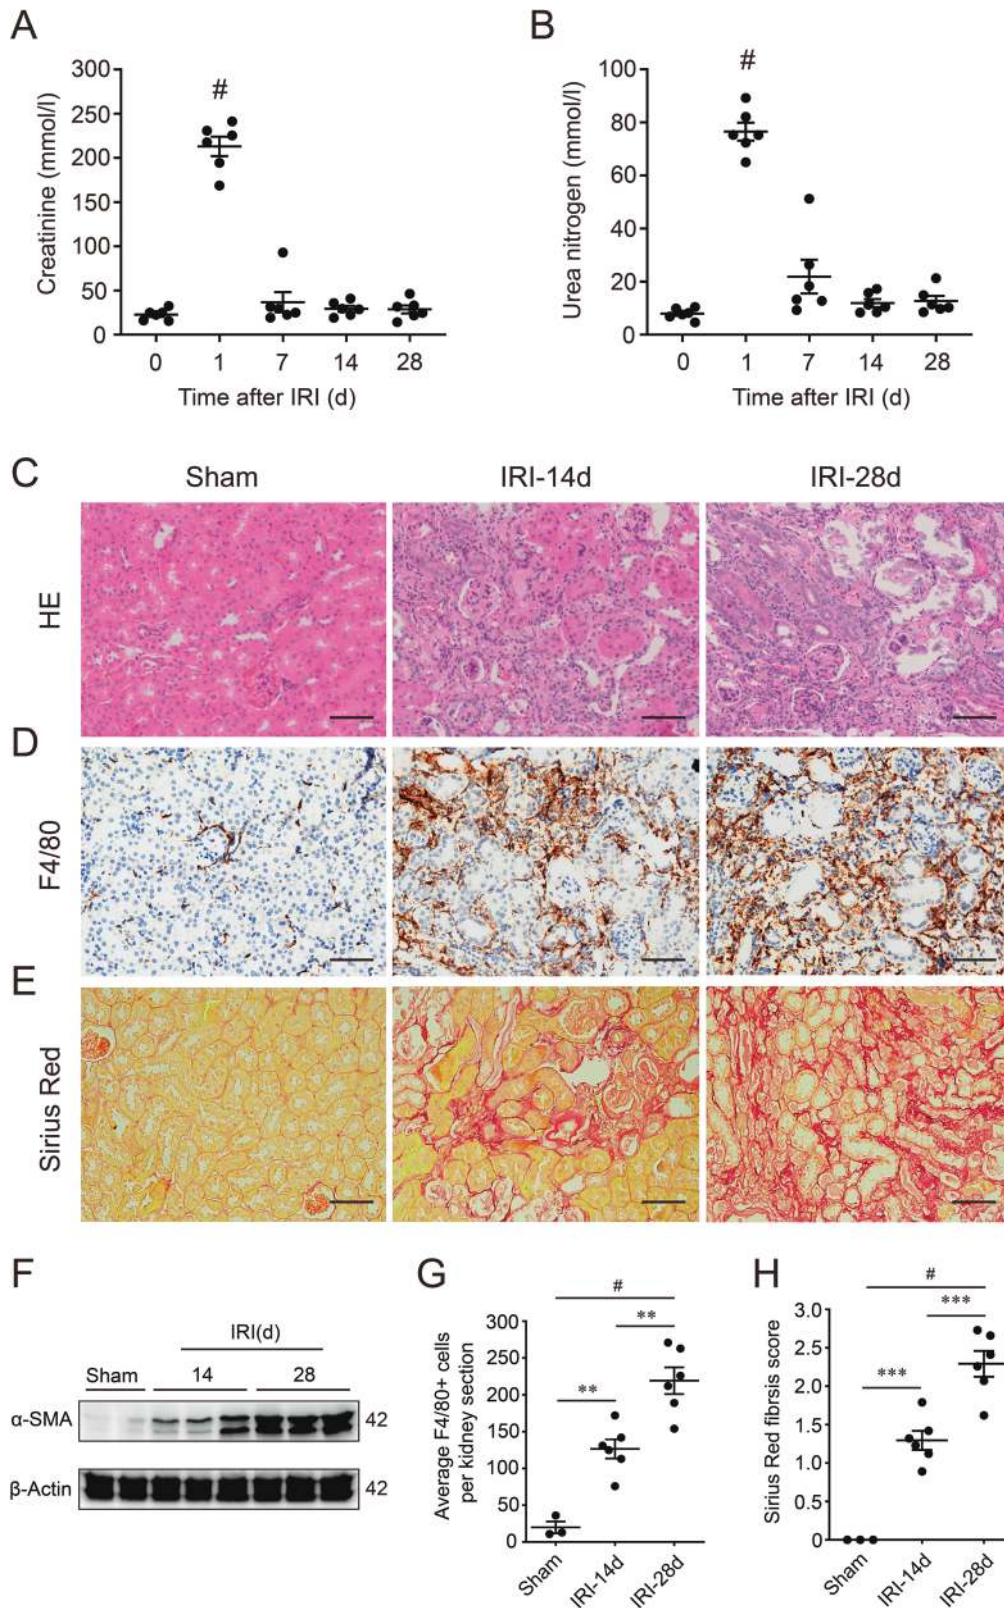 A
B
Creatinine (mmol/l)
300
250
200
150
100
50
0
#
0 1 7 14 28
Time after IRI (d)
Urea nitrogen (mmol/l)
100
80
60
40
20
0
#
0 1 7 14 28
Time after IRI (d)
C
Sham IRI-14d IRI-28d
HE
D
F4/80
E
Sirius Red
F
IRI(d)
Sham 14 28
α-SMA 42
β-Actin 42
G
Average F4/80+ cells
per kidney section
300
250
200
150
100
50
0
#
**
**
Sham IRI-14d IRI-28d
H
Sirius Red fibrsis score
3.0
2.5
2.0
1.5
1.0
0.5
0
#
***
***
Sham IRI-14d IRI-28d